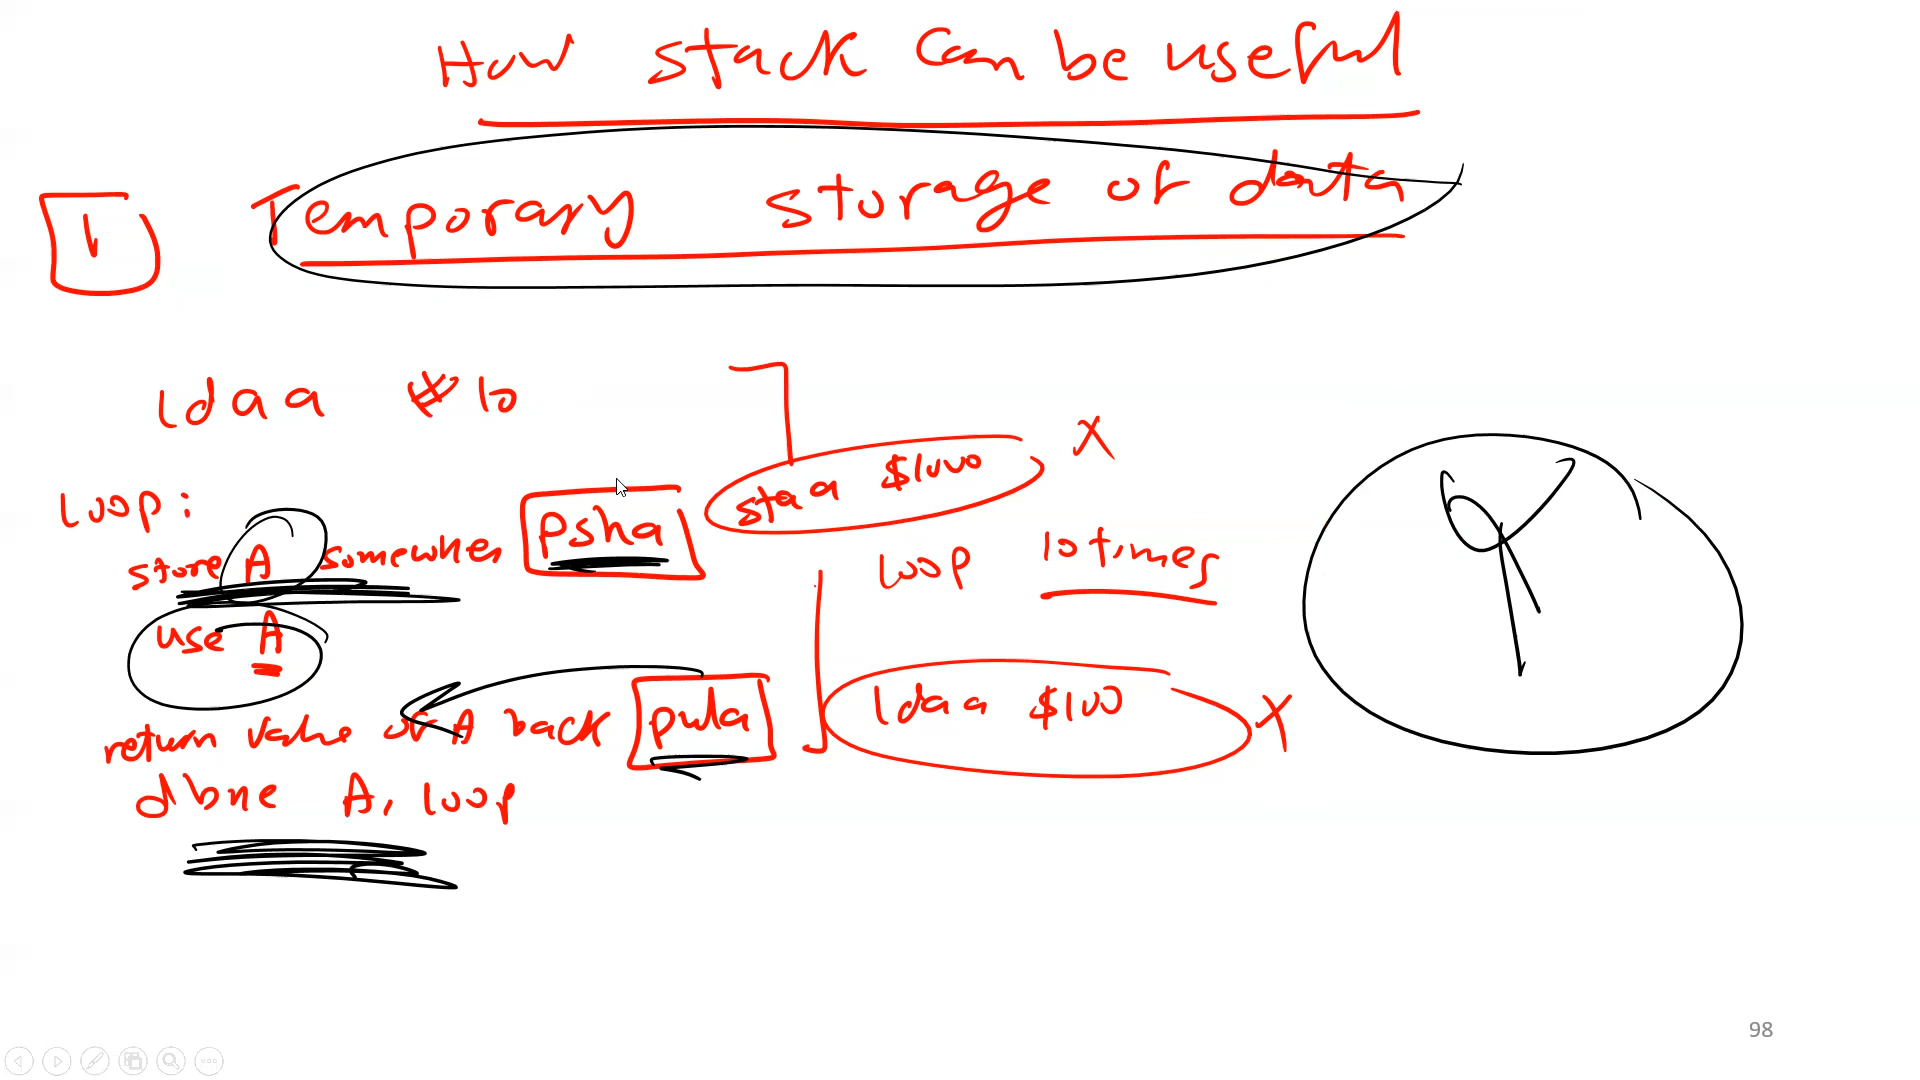 How stack can be useful
1 Temporary storage of data
ldaa #10
loop:
staa $1000 X
store A somewhere psha
loop 10 times
use A
return value of A back pula ldaa $100 X
dbne A, loop
98